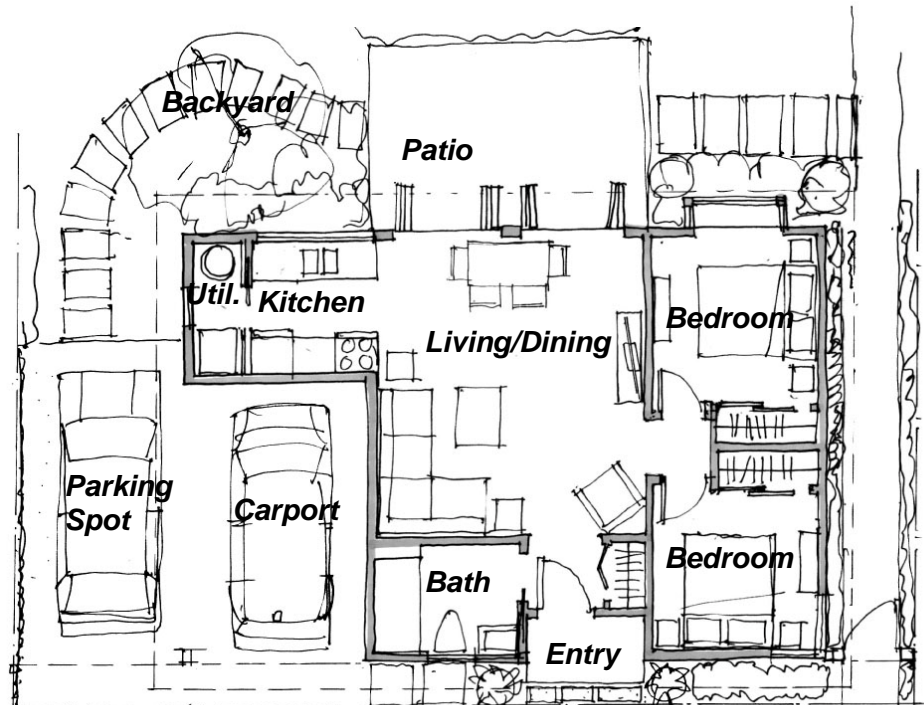 Backyard
Patio
Util.
Kitchen
Living/Dining
Bedroom
Parking
Spot
Carport
Bath
Bedroom
Entry